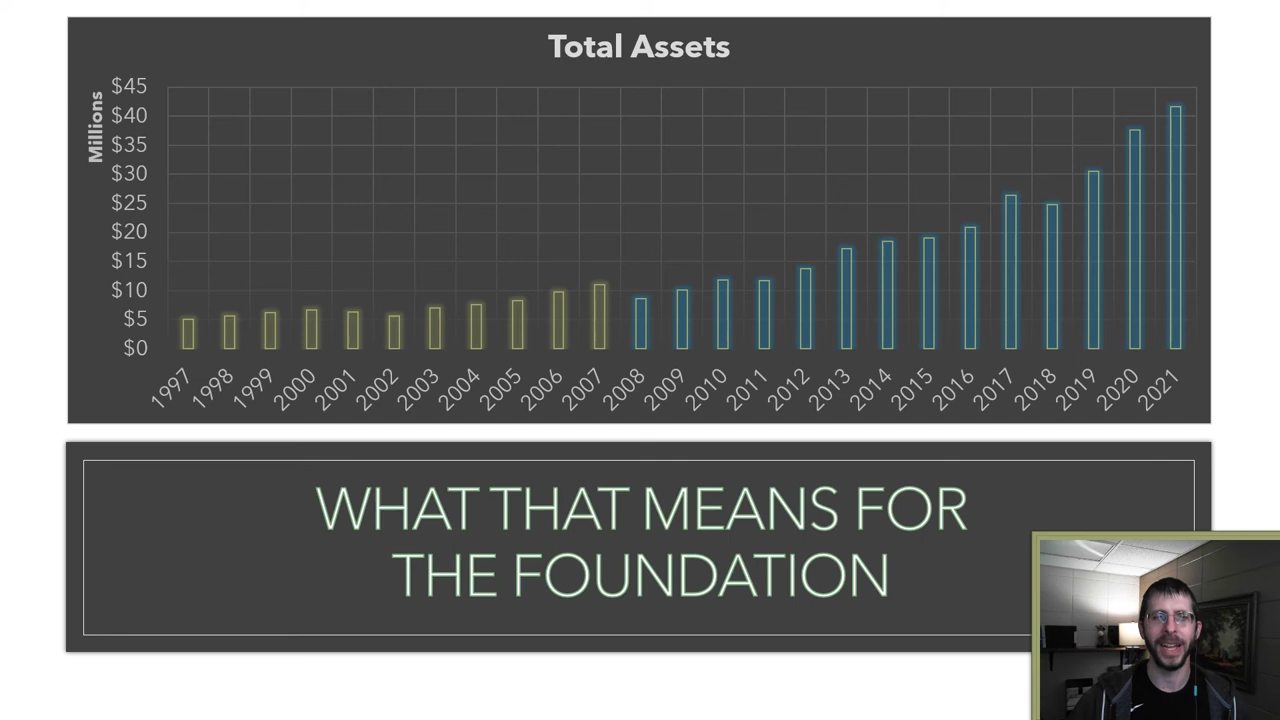 Total Assets
Millions
$45
$40
$35
$30
$25
$20
$15
$10
$5
$0
1997 1998 1999 2000 2001 2002 2003 2004 2005 2006 2007 2008 2009 2010 2011 2012 2013 2014 2015 2016 2017 2018 2019 2020 2021
WHAT THAT MEANS FOR
THE FOUNDATION